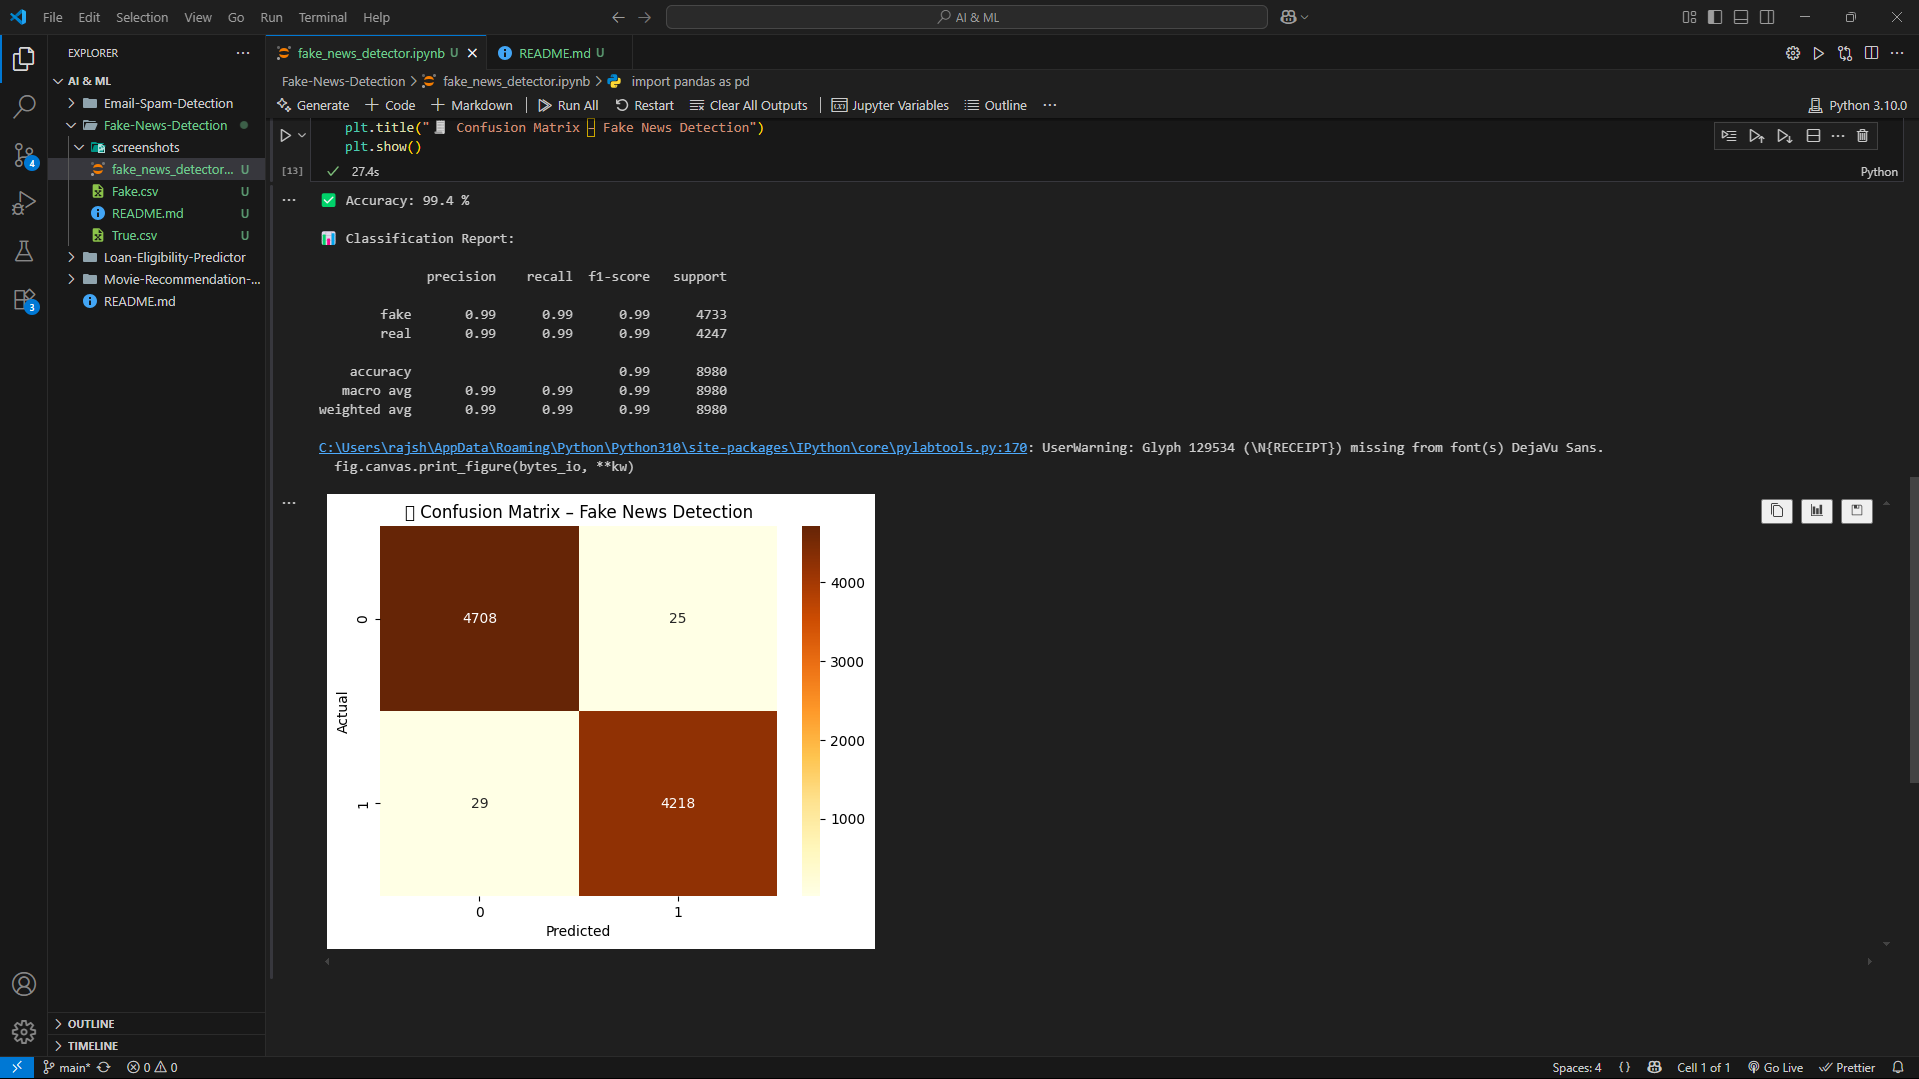 File Edit Selection View Go Run Terminal Help
AI & ML
EXPLORER
AI & ML
Email-Spam-Detection
Fake-News-Detection
screenshots
fake_news_detector... U
Fake.csv U
README.md U
True.csv U
Loan-Eligibility-Predictor
Movie-Recommendation-...
README.md
OUTLINE
TIMELINE
4
3
fake_news_detector.ipynb U
README.md U
Fake-News-Detection > fake_news_detector.ipynb > import pandas as pd
Generate + Code + Markdown | Run All Restart Clear All Outputs | Jupyter Variables Outline ...
Python 3.10.0
plt.title("🧾 Confusion Matrix – Fake News Detection")
plt.show()
[13] ✓ 27.4s
Python
✅ Accuracy: 99.4 %
📊 Classification Report:
precision recall f1-score support
fake 0.99 0.99 0.99 4733
real 0.99 0.99 0.99 4247
accuracy 0.99 8980
macro avg 0.99 0.99 0.99 8980
weighted avg 0.99 0.99 0.99 8980
C:\Users\rajsh\AppData\Roaming\Python\Python310\site-packages\IPython\core\pylabtools.py:170: UserWarning: Glyph 129534 (\N{RECEIPT}) missing from font(s) DejaVu Sans.
fig.canvas.print_figure(bytes_io, **kw)
▯ Confusion Matrix – Fake News Detection
4708 25
29 4218
0
1
Actual
0 1
Predicted
4000
3000
2000
1000
main* 0 0
Spaces: 4 {} Cell 1 of 1 Go Live Prettier